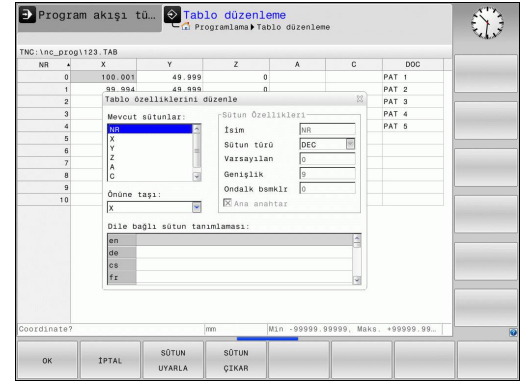 Program akışı tü... Tablo düzenleme
Programlama ▶ Tablo düzenleme
TNC:\nc_prog\123.TAB
NR X Y Z A C DOC
0 100.001 49.999 0 PAT 1
1 99.994 49.999 0 PAT 2
2 PAT 3
3 PAT 4
4 PAT 5
5
6
7
8
9
10
Tablo özelliklerini düzenle
Mevcut sütunlar:
NR
X
Y
Z
A
C
Önüne taşı:
X
Sütun Özellikleri
İsim NR
Sütun türü DEC
Varsayılan 0
Genişlik 9
Ondalk bsmklr 0
Ana anahtar
Dile bağlı sütun tanımlaması:
en
de
cs
fr
Coordinate? mm Min -99999.99999, Maks. +99999.99...
OK
İPTAL
SÜTUN
UYARLA
SÜTUN
ÇIKAR